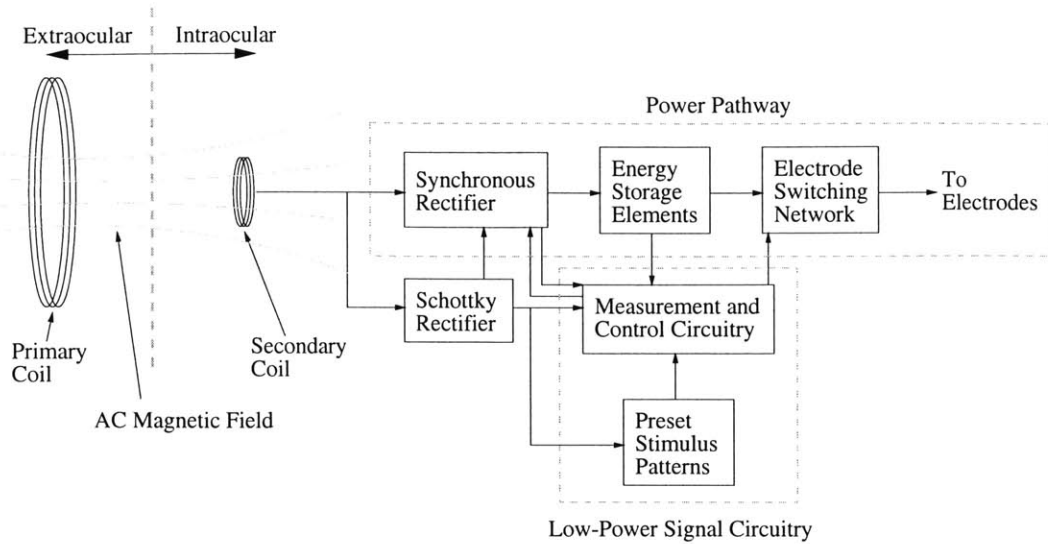 Extraocular
Intraocular
Power Pathway
Synchronous
Rectifier
Energy
Storage
Elements
Electrode
Switching
Network
To
Electrodes
Schottky
Rectifier
Measurement and
Control Circuitry
Primary
Coil
Secondary
Coil
AC Magnetic Field
Preset
Stimulus
Patterns
Low-Power Signal Circuitry